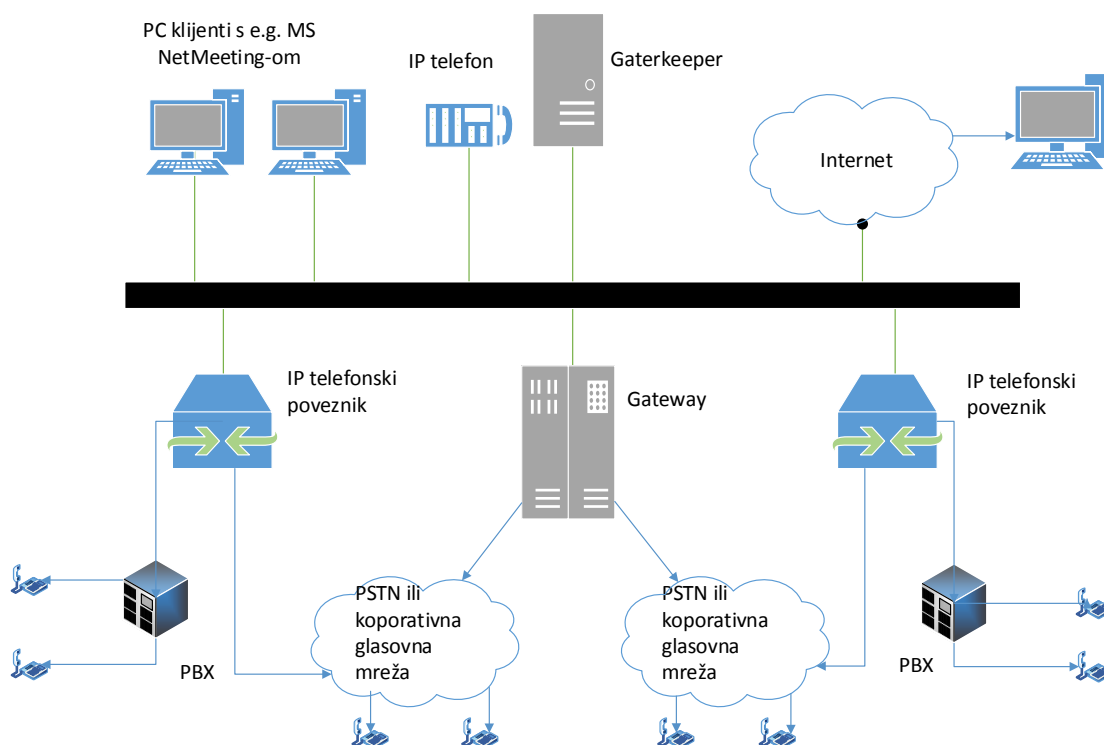 PC klijenti s e.g. MS
NetMeeting-om
IP telefon
Gaterkeeper
Internet
IP telefonski
poveznik
Gateway
IP telefonski
poveznik
PSTN ili
koporativna
glasovna
mreža
PSTN ili
koporativna
glasovna
mreža
PBX
PBX